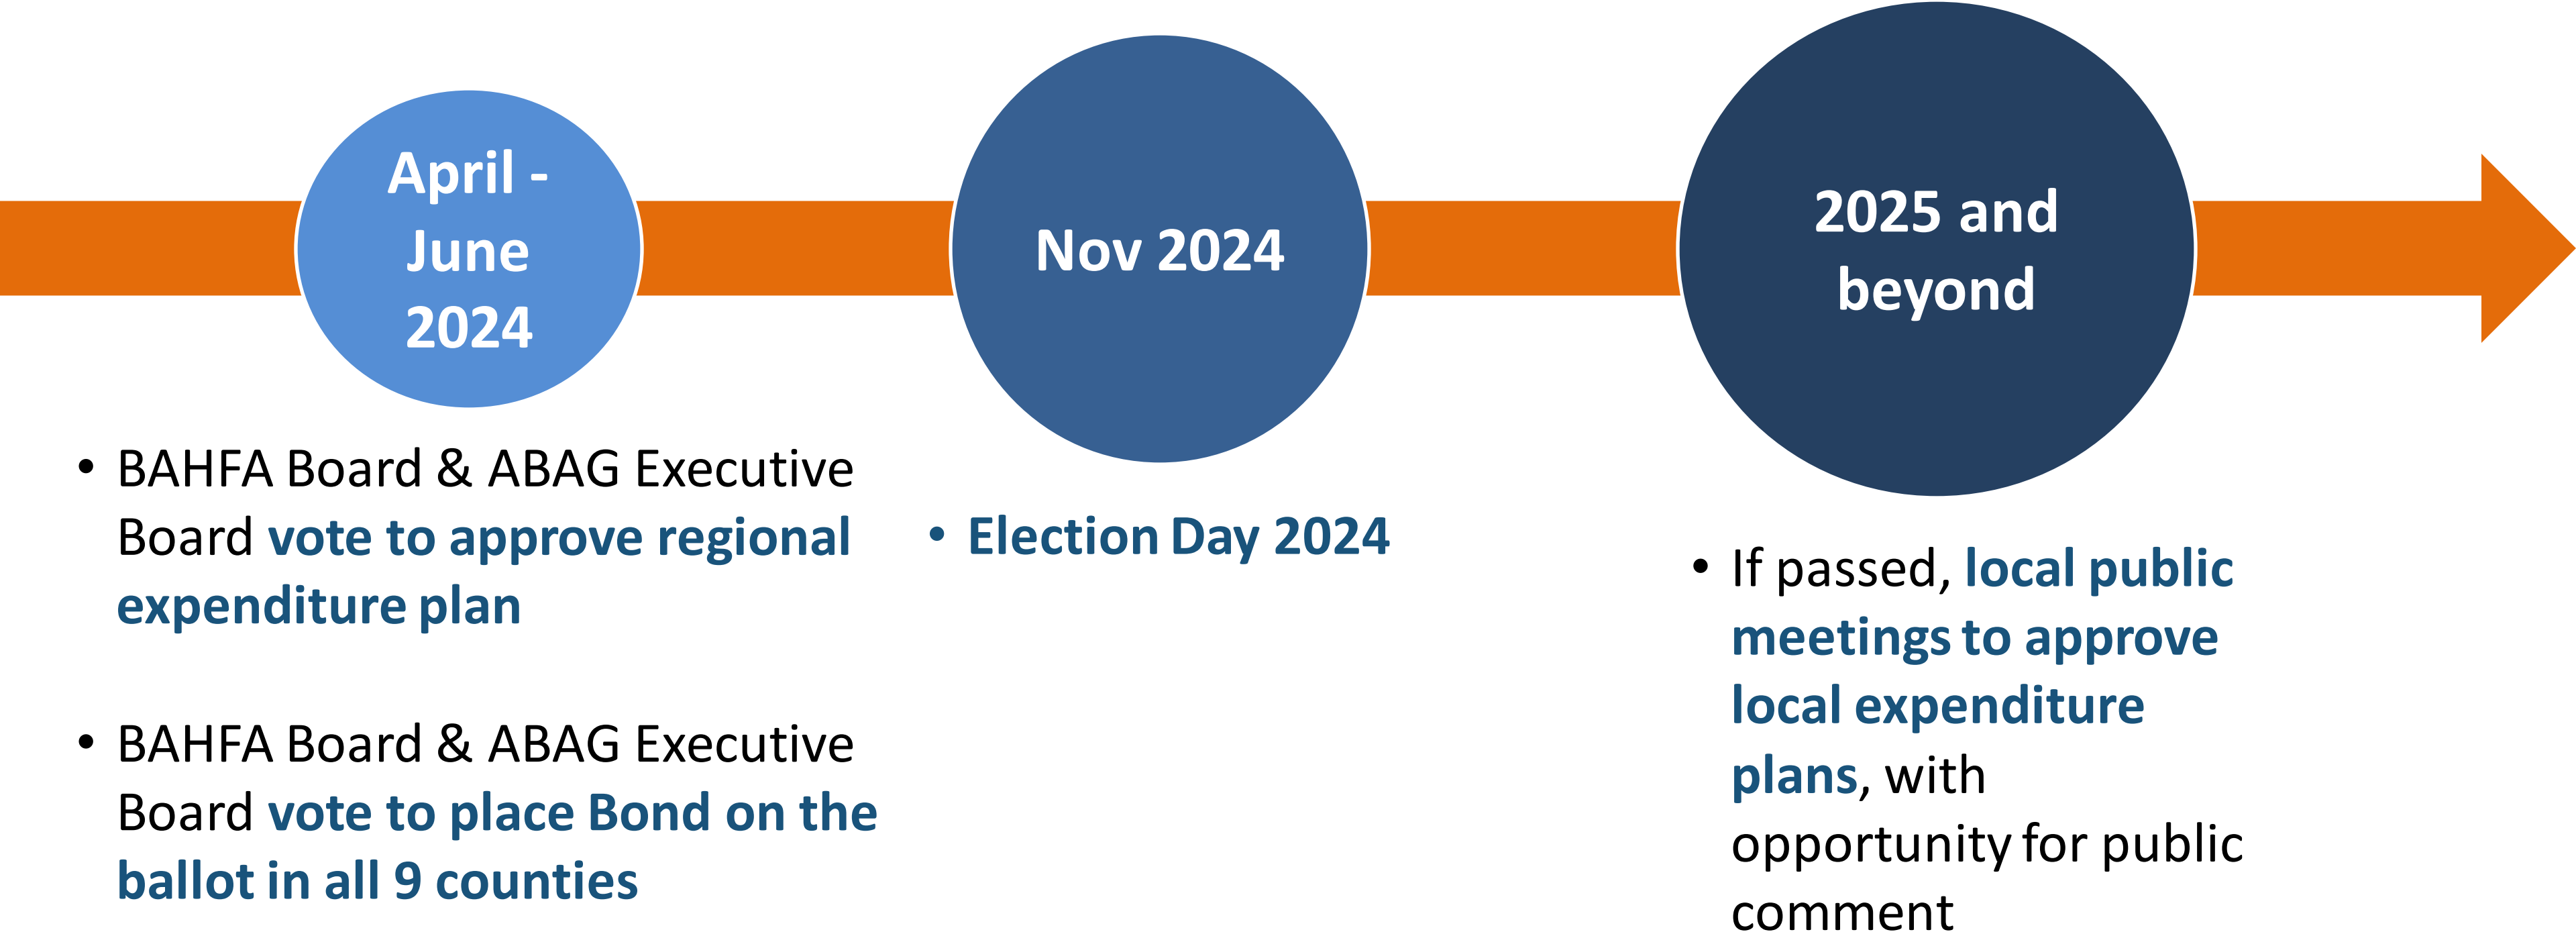 April -
June
2024
Nov 2024
2025 and
beyond
• BAHFA Board & ABAG Executive
Board vote to approve regional
expenditure plan
• BAHFA Board & ABAG Executive
Board vote to place Bond on the
ballot in all 9 counties
• Election Day 2024
• If passed, local public
meetings to approve
local expenditure
plans, with
opportunity for public
comment